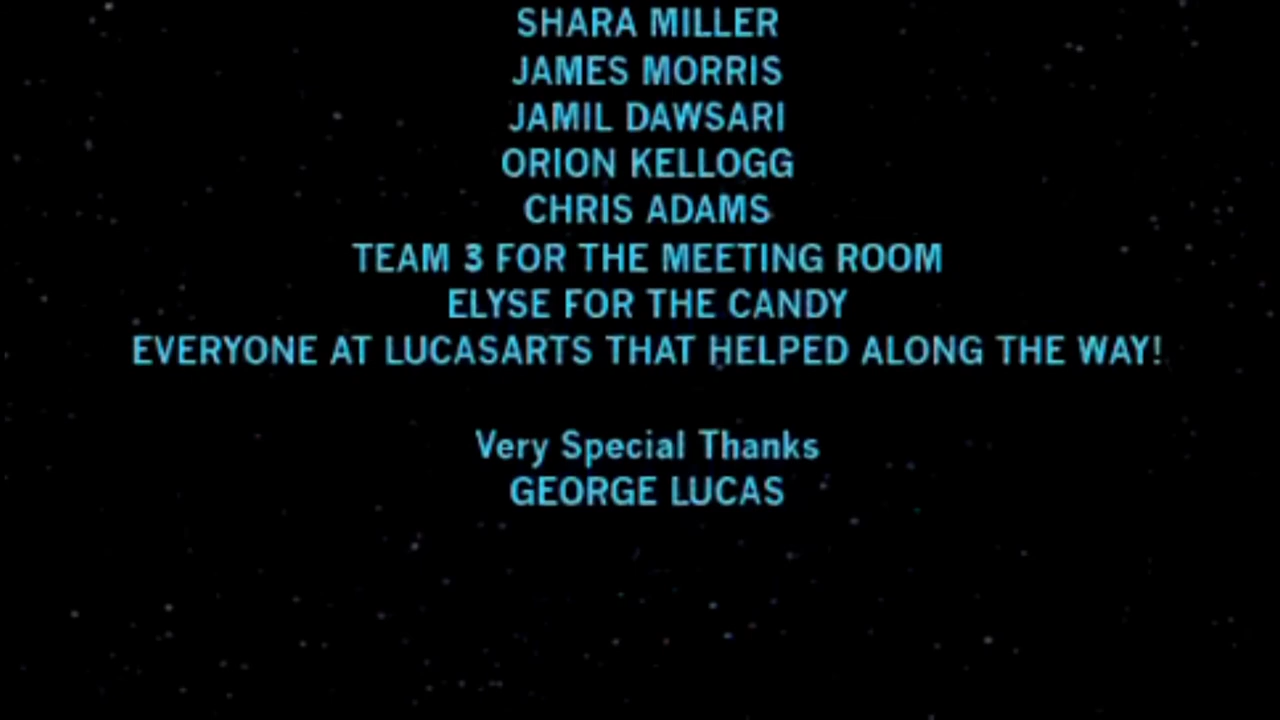 SHARA MILLER
JAMES MORRIS
JAMIL DAWSARI
ORION KELLOGG
CHRIS ADAMS
TEAM 3 FOR THE MEETING ROOM
ELYSE FOR THE CANDY
EVERYONE AT LUCASARTS THAT HELPED ALONG THE WAY!
Very Special Thanks
GEORGE LUCAS